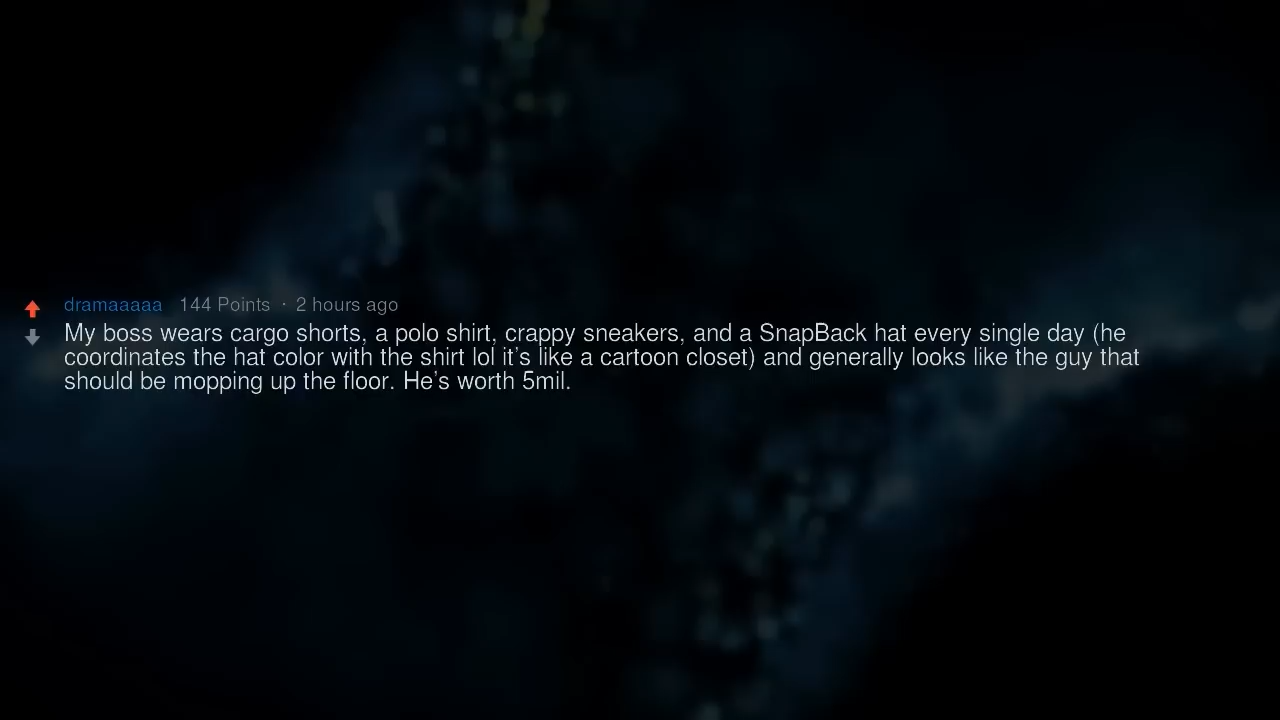 dramaaaaa 144 Points · 2 hours ago
My boss wears cargo shorts, a polo shirt, crappy sneakers, and a SnapBack hat every single day (he
coordinates the hat color with the shirt lol it's like a cartoon closet) and generally looks like the guy that
should be mopping up the floor. He's worth 5mil.